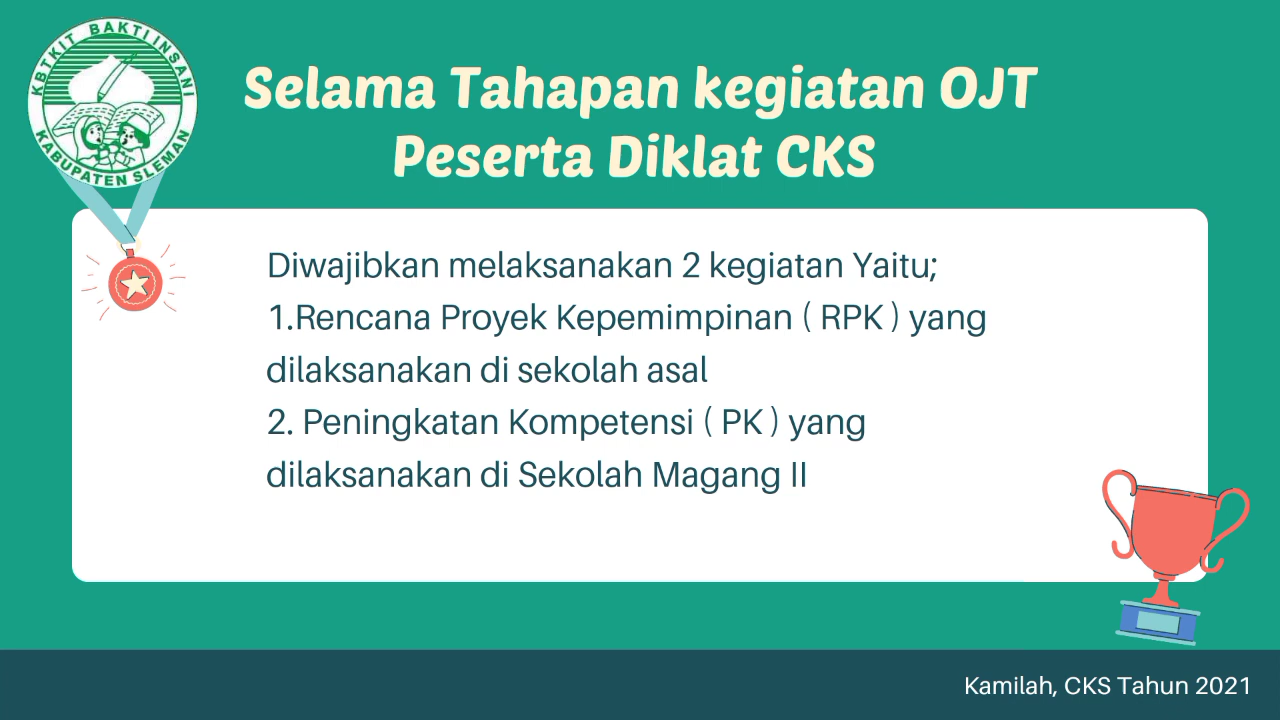 KBTKIT BAKTI INSANI
KABUPATEN SLEMAN
Selama Tahapan kegiatan OJT
Peserta Diklat CKS
Diwajibkan melaksanakan 2 kegiatan Yaitu;
1.Rencana Proyek Kepemimpinan ( RPK ) yang
dilaksanakan di sekolah asal
2. Peningkatan Kompetensi ( PK ) yang
dilaksanakan di Sekolah Magang II
Kamilah, CKS Tahun 2021